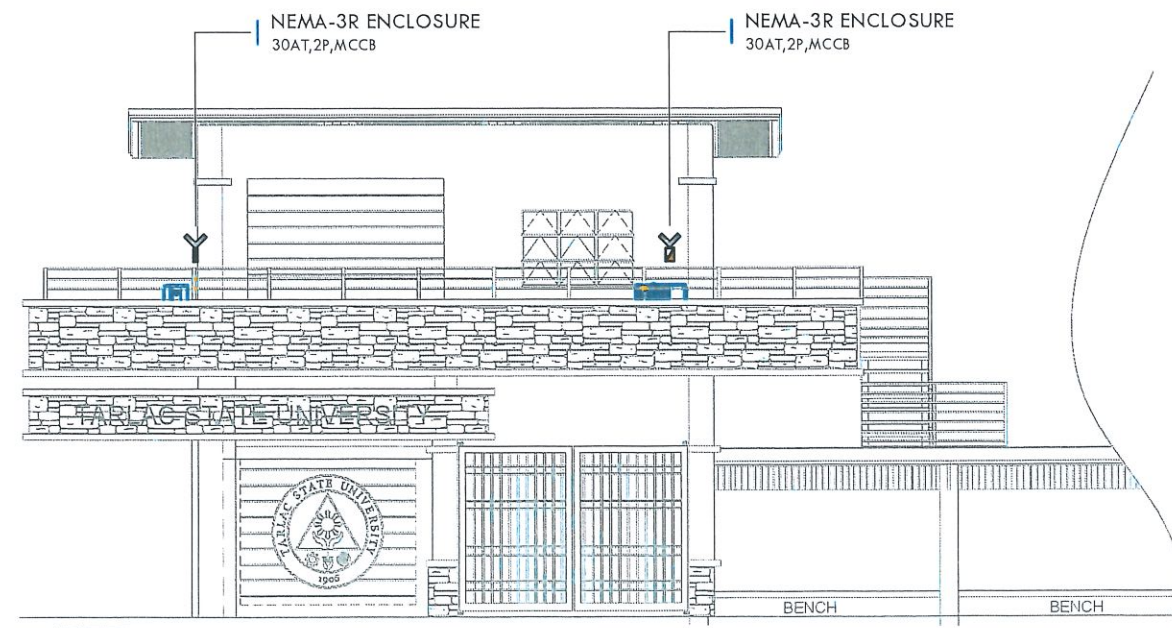 NEMA-3R ENCLOSURE
30AT,2P,MCCB
NEMA-3R ENCLOSURE
30AT,2P,MCCB
TARLAC STATE UNIVERSITY
TARLAC STATE UNIVERSITY
1906
BENCH
BENCH